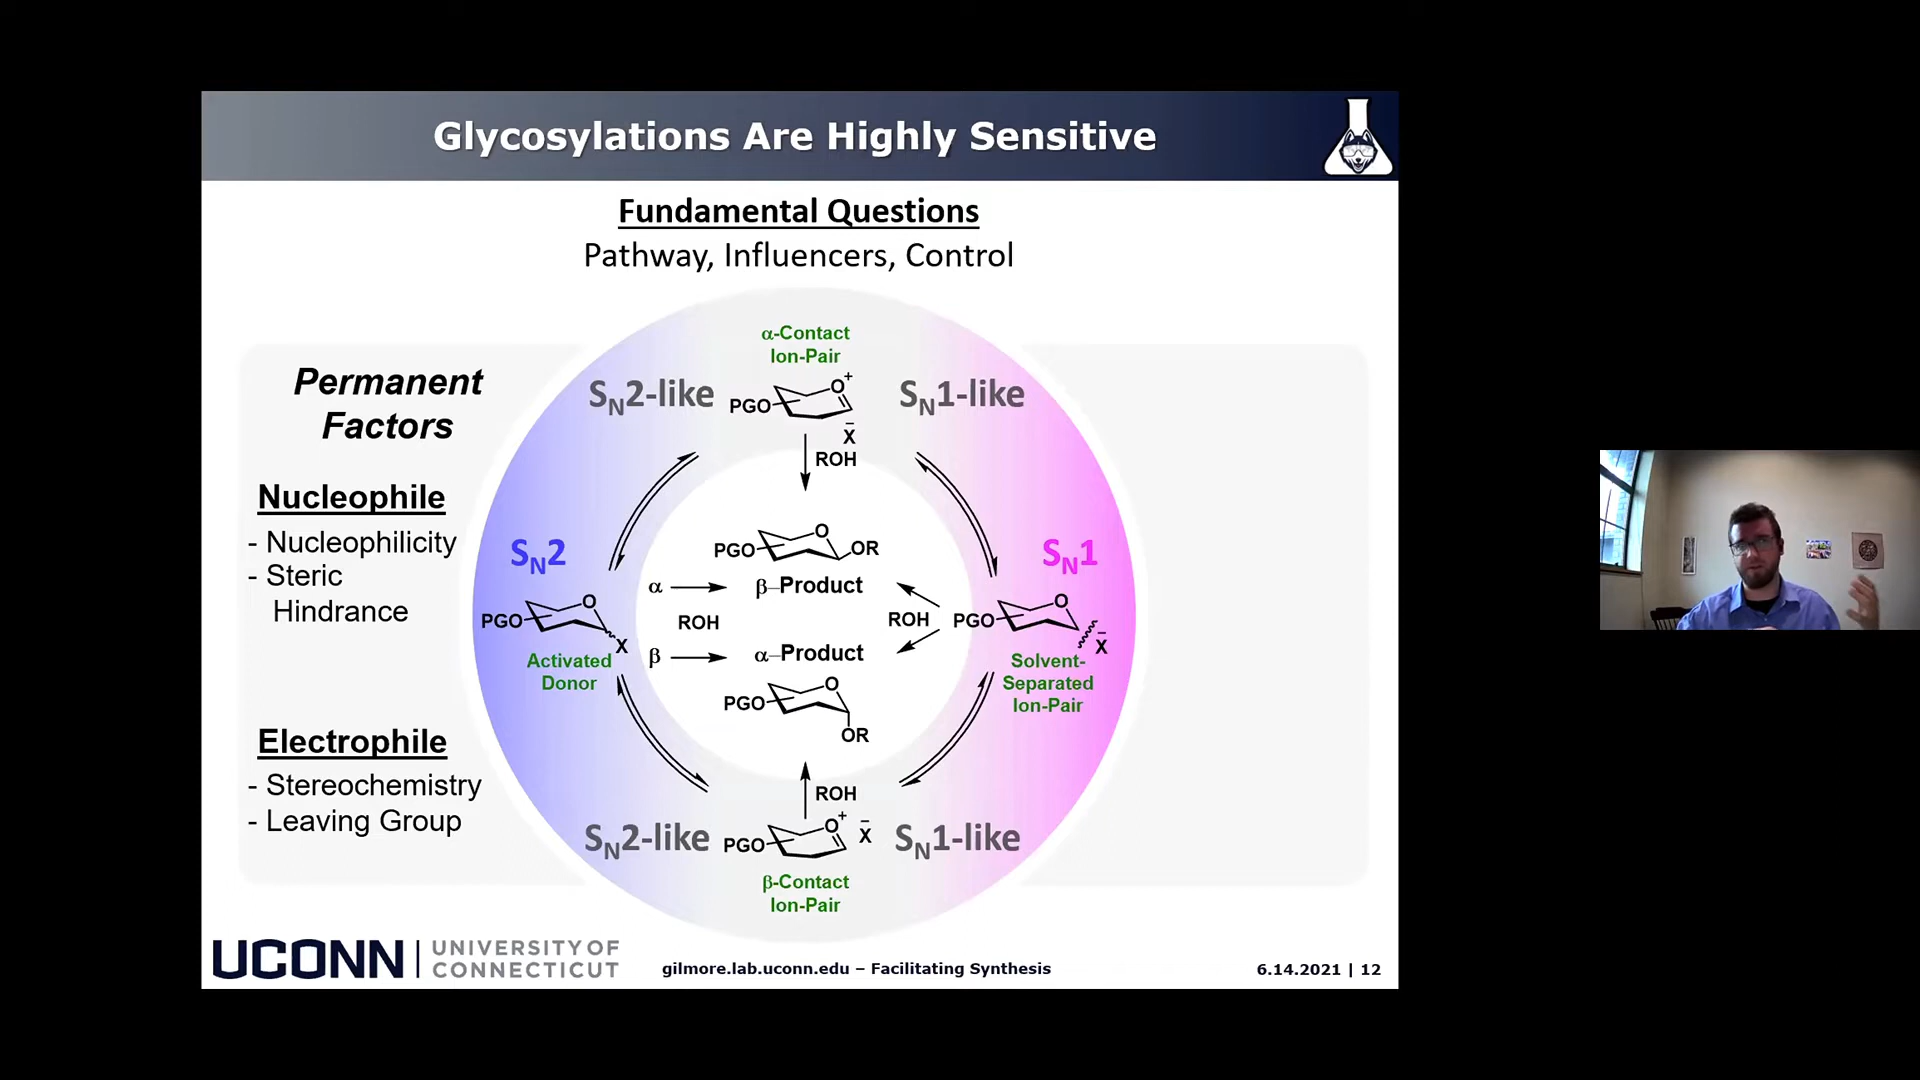 Glycosylations Are Highly Sensitive
Fundamental Questions
Pathway, Influencers, Control
Permanent
Factors
Nucleophile
- Nucleophilicity
- Steric
Hindrance
Electrophile
- Stereochemistry
- Leaving Group
α-Contact
Ion-Pair
SN2-like
SN1-like
PGO
O
+
X
-
ROH
SN2
PGO
O
X
Activated
Donor
PGO
O
OR
α
β–Product
ROH
ROH
β
α–Product
PGO
O
OR
SN1
PGO
O
X
-
Solvent-
Separated
Ion-Pair
ROH
SN2-like
SN1-like
PGO
O
+
X
-
β-Contact
Ion-Pair
UCONN
UNIVERSITY OF
CONNECTICUT
gilmore.lab.uconn.edu – Facilitating Synthesis
6.14.2021 | 12